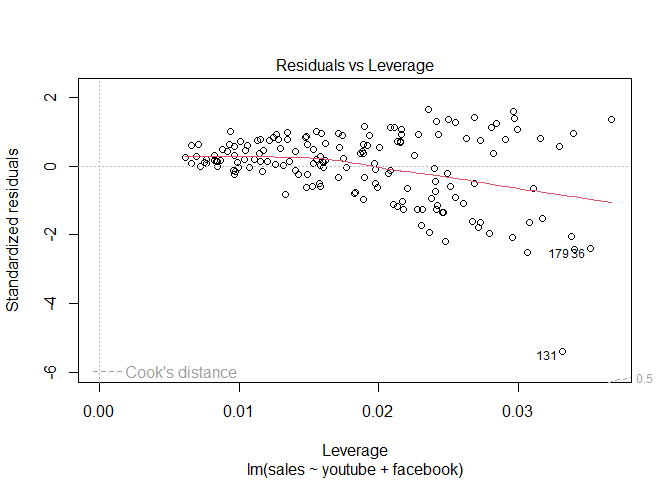 Residuals vs Leverage
Standardized residuals
2
0
-2
-4
-6
179 36
131
Cook's distance
0.5
0.00 0.01 0.02 0.03
Leverage
lm(sales ~ youtube + facebook)